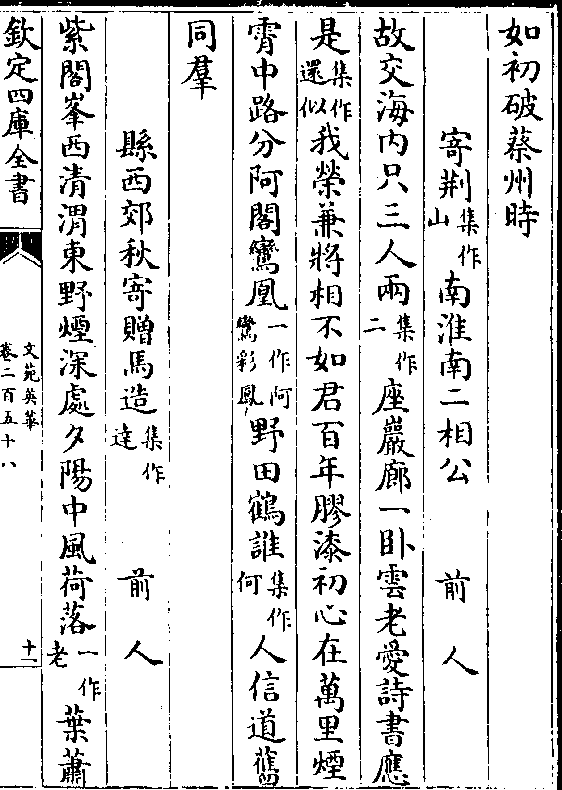 如初破蔡州時
寄荆集作山南淮南二相公　前人
故交海内只三人兩集作二座巖廊一卧雲老愛詩書應
是集作還似我榮兼將相不如君百年膠漆初心在萬里煙
霄中路分阿閣鸞凰一作阿鸞彩鳳野田鶴誰集作何人信道舊
同羣
縣西郊秋寄贈馬造集作逹　前人
紫閣峯西清渭東野煙深處夕陽中風荷落一作老葉蕭
欽定四庫全書
文苑英華
卷二百五十八
十一